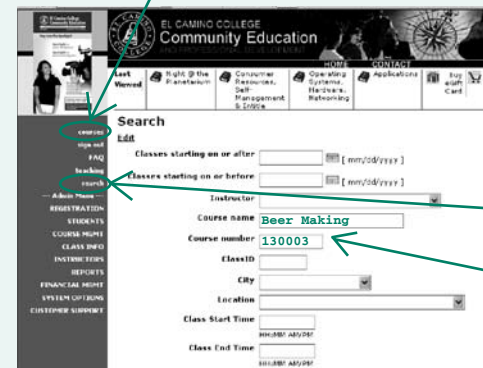 EL CAMINO COLLEGE
Community Education
AND PROFESSIONAL DEVELOPMENT
HOME CONTACT
Last Viewed
Night @ the Planetarium
Consumer Resources, Self-Management &
Operating Systems, Hardware, Networking
Applications
Buy eGift Card
Search
Edit
courses
sign out
FAQ
teaching
search
— Admin Menu —
REGISTRATION
STUDENTS
COURSE MGMT
CLASS INFO
INSTRUCTORS
REPORTS
FINANCIAL MGMT
SYSTEM OPTIONS
CUSTOMER SUPPORT
Classes starting on or after [ mm/dd/yyyy ]
Classes starting on or before [ mm/dd/yyyy ]
Instructor
Course name Beer Making
Course number 130003
ClassID
City
Location
Class Start Time
HH:MM AM/PM
Class End Time
HH:MM AM/PM